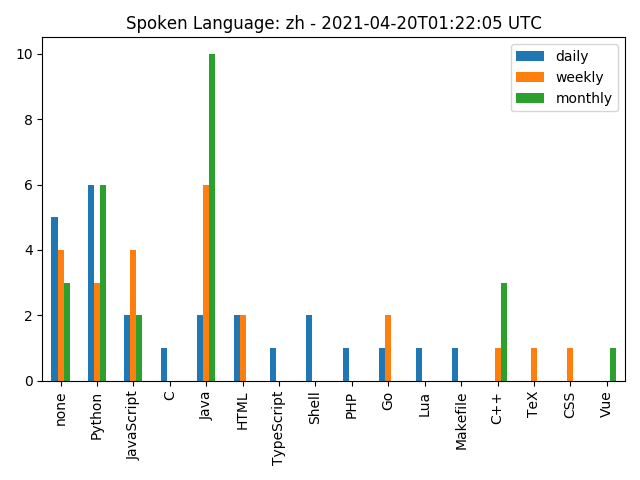 Spoken Language: zh - 2021-04-20T01:22:05 UTC
daily
weekly
monthly
10
8
6
4
2
0
none
Python
JavaScript
C
Java
HTML
TypeScript
Shell
PHP
Go
Lua
Makefile
C++
TeX
CSS
Vue